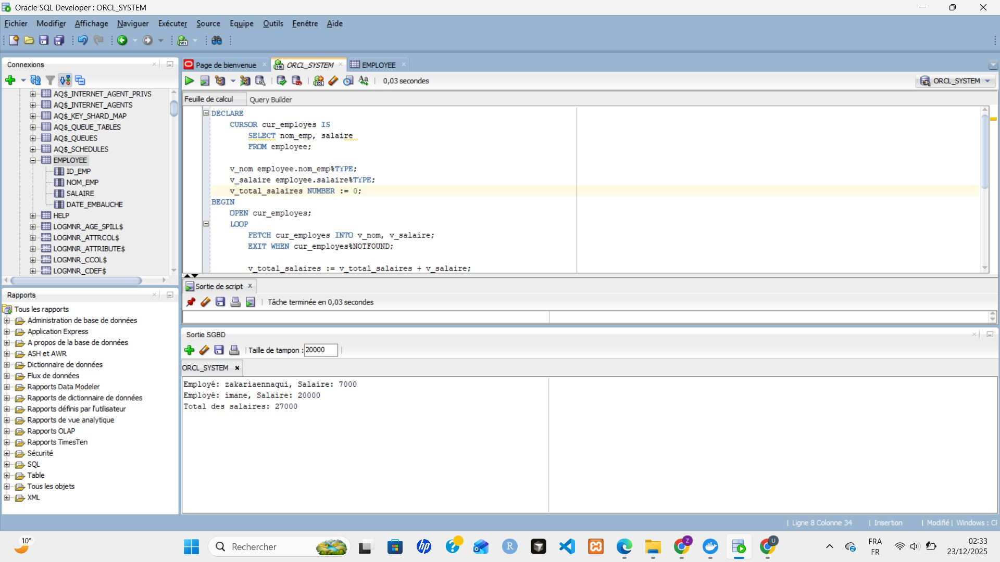 Oracle SQL Developer : ORCL_SYSTEM
Fichier Modifier Affichage Naviguer Exécuter Source Equipe Outils Fenêtre Aide
Connexions
AQ$_INTERNET_AGENT_PRIVS
AQ$_INTERNET_AGENTS
AQ$_KEY_SHARD_MAP
AQ$_QUEUE_TABLES
AQ$_QUEUES
AQ$_SCHEDULES
EMPLOYEE
ID_EMP
NOM_EMP
SALAIRE
DATE_EMBAUCHE
HELP
LOGMNR_AGE_SPILL$
LOGMNR_ATTRCOL$
LOGMNR_ATTRIBUTE$
LOGMNR_CCOL$
LOGMNR_CDEF$
Rapports
Tous les rapports
Administration de base de données
Application Express
A propos de la base de données
ASH et AWR
Dictionnaire de données
Flux de données
Rapports Data Modeler
Rapports de dictionnaire de données
Rapports définis par l'utilisateur
Rapports de vue analytique
Rapports OLAP
Rapports TimesTen
Sécurité
SQL
Table
Tous les objets
XML
Page de bienvenue ORCL_SYSTEM EMPLOYEE
0,03 secondes ORCL_SYSTEM
Feuille de calcul Query Builder
DECLARE
CURSOR cur_employes IS
SELECT nom_emp, salaire
FROM employee;
v_nom employee.nom_emp%TYPE;
v_salaire employee.salaire%TYPE;
v_total_salaires NUMBER := 0;
BEGIN
OPEN cur_employes;
LOOP
FETCH cur_employes INTO v_nom, v_salaire;
EXIT WHEN cur_employes%NOTFOUND;
v_total_salaires := v_total_salaires + v_salaire;
Sortie de script
Tâche terminée en 0,03 secondes
Sortie SGBD
Taille de tampon : 20000
ORCL_SYSTEM
Employé: zakariaennaqui, Salaire: 7000
Employé: imane, Salaire: 20000
Total des salaires: 27000
Ligne 8 Colonne 34 | Insertion | Modifié | Windows : CF
10°
Rechercher
FRA
FR
02:33
23/12/2025